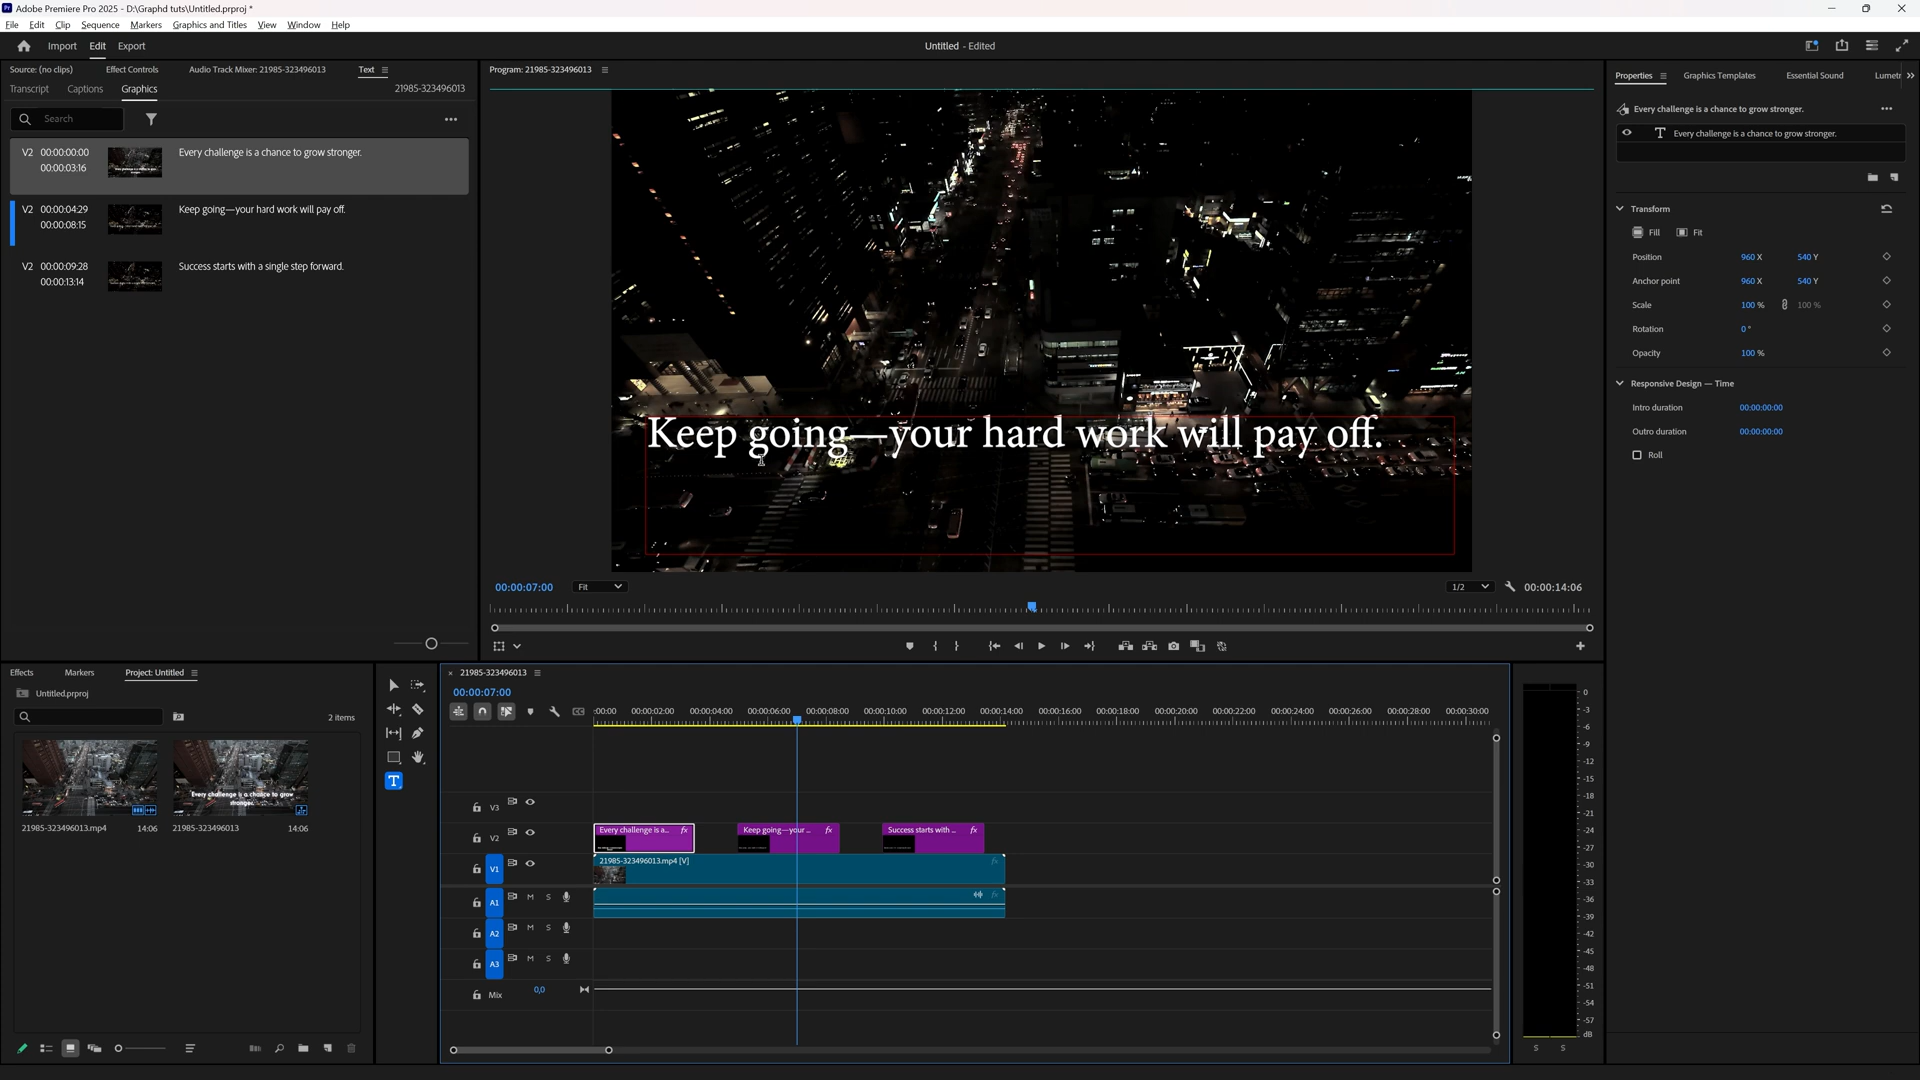 Adobe Premiere Pro 2025 - D:\Graphd tuts\Untitled.prproj *
File Edit Clip Sequence Markers Graphics and Titles View Window Help
Import Edit Export
Untitled - Edited
Source: (no clips) Effect Controls Audio Track Mixer: 21985-323496013 Text
Transcript Captions Graphics 21985-323496013
Search
V2 00:00:00:00 Every challenge is a chance to grow stronger.
00:00:03:16
V2 00:00:04:29 Keep going—your hard work will pay off.
00:00:08:15
V2 00:00:09:28 Success starts with a single step forward.
00:00:13:14
Program: 21985-323496013
Keep going—your hard work will pay off.
00:00:07:00 Fit 1/2 00:00:14:06
Properties Graphics Templates Essential Sound Lumetr
Every challenge is a chance to grow stronger.
Every challenge is a chance to grow stronger.
Transform
Fill Fit
Position 960 X 540 Y
Anchor point 960 X 540 Y
Scale 100 % 100 %
Rotation 0 °
Opacity 100 %
Responsive Design — Time
Intro duration 00:00:00:00
Outro duration 00:00:00:00
Roll
Effects Markers Project: Untitled
Untitled.prproj
2 items
Every challenge is a chance to grow
stronger.
21985-323496013.mp4 14:06 21985-323496013 14:06
21985-323496013
00:00:07:00
:00:00 00:00:02:00 00:00:04:00 00:00:06:00 00:00:08:00 00:00:10:00 00:00:12:00 00:00:14:00 00:00:16:00 00:00:18:00 00:00:20:00 00:00:22:00 00:00:24:00 00:00:26:00 00:00:28:00 00:00:30:00
V3
V2 Every challenge is a... fx Keep going—your ... fx Success starts with ... fx
V1 21985-323496013.mp4 [V] fx
A1 M S fx
A2 M S
A3 M S
Mix 0,0
0
-3
-6
-9
-12
-15
-18
-21
-24
-27
-30
-33
-36
-39
-42
-45
-48
-51
-54
-57
dB
S S